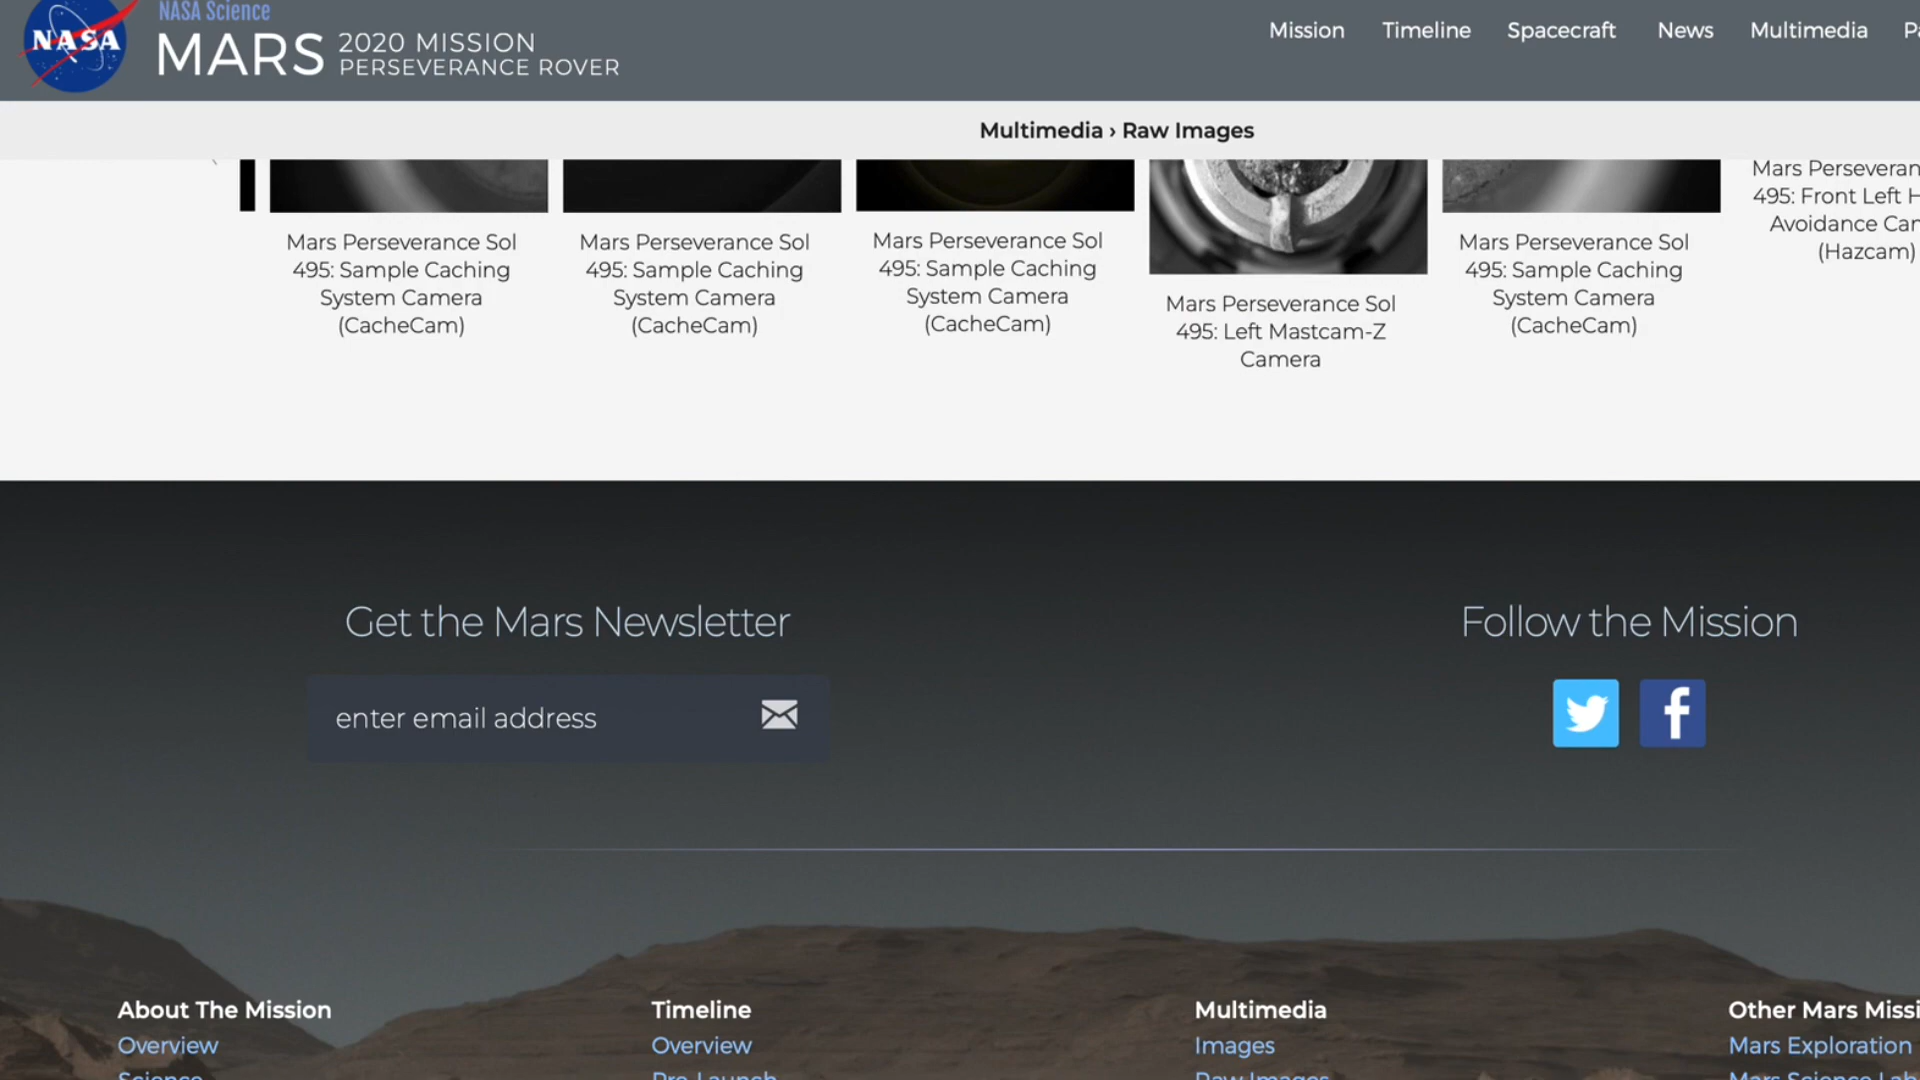 NASA
NASA Science
MARS
2020 MISSION
PERSEVERANCE ROVER
Mission
Timeline
Spacecraft
News
Multimedia
Multimedia › Raw Images
Mars Perseverance Sol
495: Sample Caching
System Camera
(CacheCam)
Mars Perseverance Sol
495: Sample Caching
System Camera
(CacheCam)
Mars Perseverance Sol
495: Sample Caching
System Camera
(CacheCam)
Mars Perseverance Sol
495: Left Mastcam-Z
Camera
Mars Perseverance Sol
495: Sample Caching
System Camera
(CacheCam)
Mars
495: Front Left
Avoidance
(Hazcam)
Get the Mars Newsletter
enter email address
Follow the Mission
About The Mission
Overview
Science
Timeline
Overview
Pre-Launch
Multimedia
Images
Raw Images
Other Mars
Mars Exploration
Mars Science